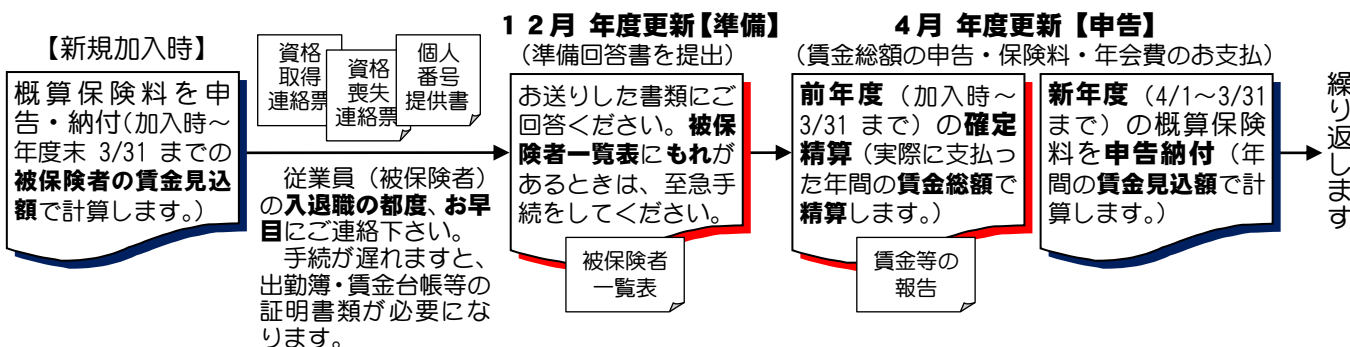 【新規加入時】
概算保険料を申
告・納付(加入時~
年度末 3/31 までの
被保険者の賃金見込
額で計算します。)
資格
取得
連絡票
資格
喪失
連絡票
個人
番号
提供書
従業員(被保険者)
の入退職の都度、お早
目にご連絡下さい。
手続が遅れますと、
出勤簿・賃金台帳等の
証明書類が必要にな
ります。
12月 年度更新【準備】
(準備回答書を提出)
お送りした書類にご
回答ください。被保
険者一覧表にもれが
あるときは、至急手
続をしてください。
被保険者
一覧表
4月 年度更新【申告】
(賃金総額の申告・保険料・年会費のお支払)
前年度(加入時~
3/31 まで)の確定
精算(実際に支払っ
た年間の賃金総額で
精算します。)
賃金等の
報告
新年度(4/1~3/31
まで)の概算保険
料を申告納付(年
間の賃金見込額で計
算します。)
繰り返します